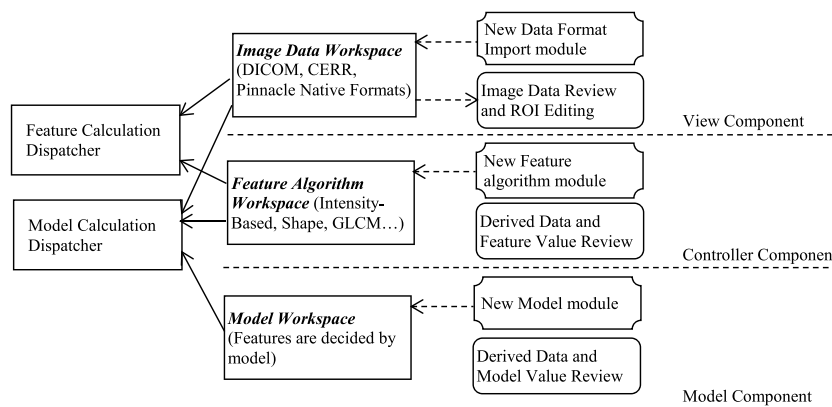 Image Data Workspace
(DICOM, CERR,
Pinnacle Native Formats)
New Data Format
Import module
Image Data Review
and ROI Editing
View Component
Feature Calculation
Dispatcher
Feature Algorithm
Workspace (Intensity-
Based, Shape, GLCM…)
New Feature
algorithm module
Derived Data and
Feature Value Review
Controller Component
Model Calculation
Dispatcher
Model Workspace
(Features are decided by
model)
New Model module
Derived Data and
Model Value Review
Model Component